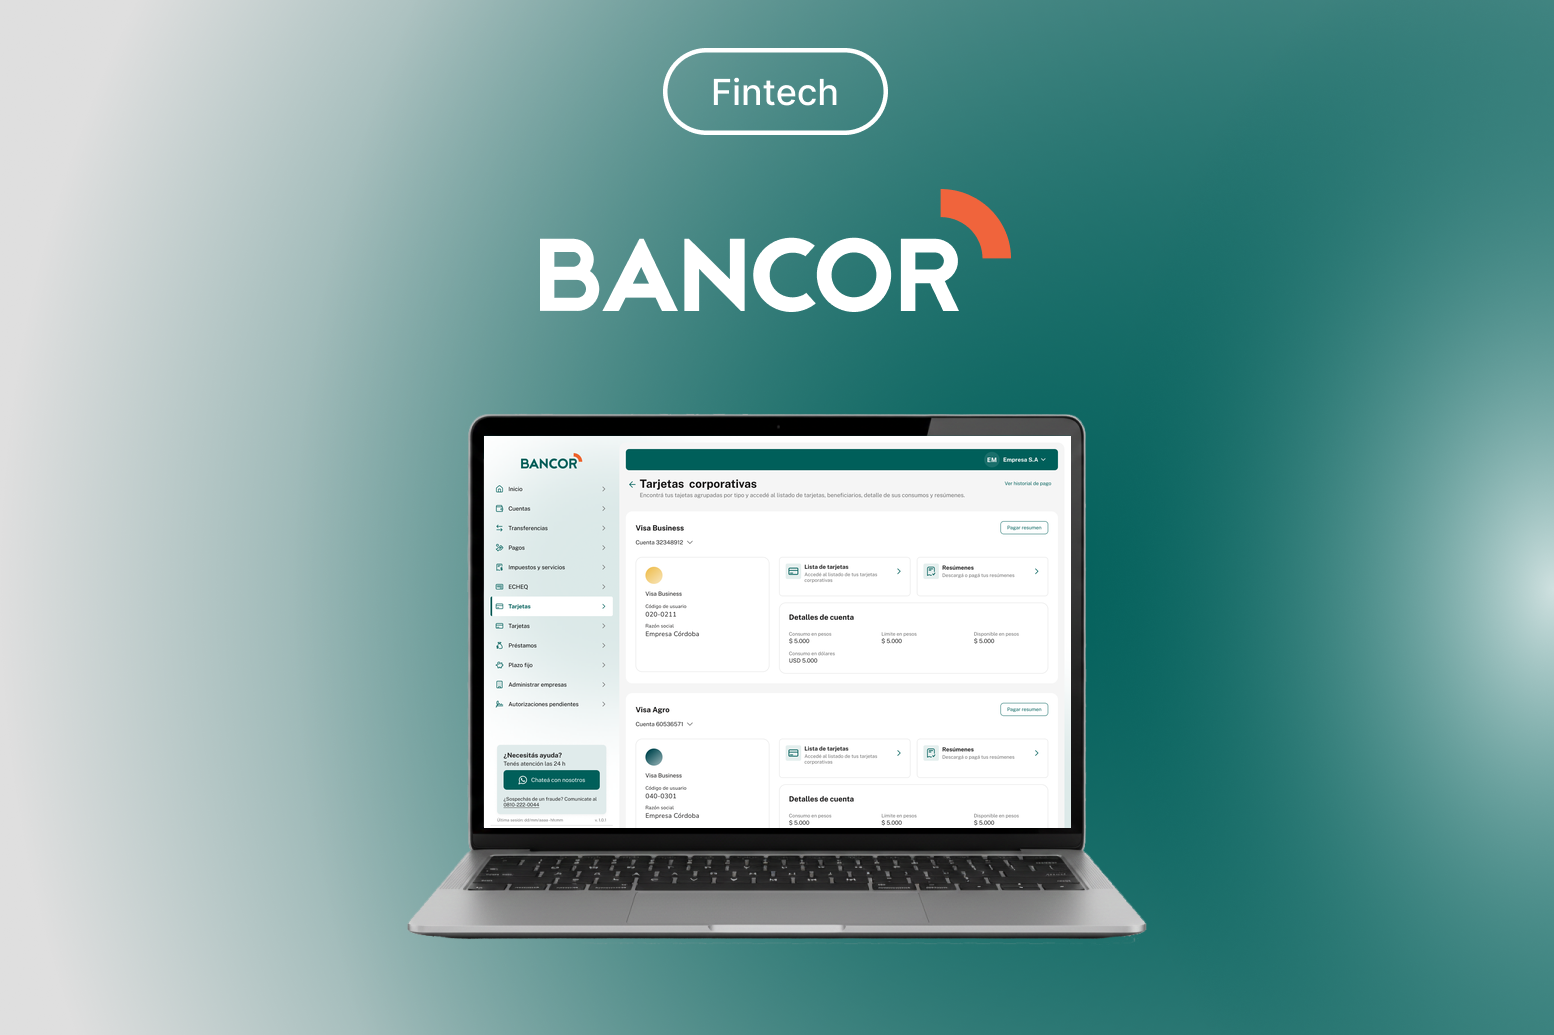 Fintech
BANCOR
BANCOR
Inicio
Cuentas
Transferencias
Pagos
Impuestos y servicios
ECHEQ
Tarjetas
Tarjetas
Préstamos
Plazo fijo
Administrar empresas
Autorizaciones pendientes
¿Necesitás ayuda?
Tenés atención las 24 h
Chateá con nosotros
¿Sospechás de un fraude? Comunicate al
0810-222-0044
EM Empresa S.A
Tarjetas corporativas
Ver historial de pago
Encontrá tus tajetas agrupadas por tipo y accedé al listado de tarjetas, beneficiarios, detalle de sus consumos y resúmenes.
Visa Business
Pagar resumen
Cuenta 32348912
Visa Business
Código de usuario
020-0211
Razón social
Empresa Córdoba
Lista de tarjetas
Accedé al listado de tus tarjetas
corporativas
Resúmenes
Descargá o pagá tus resúmenes
Detalles de cuenta
Consumo en pesos
$ 5.000
Límite en pesos
$ 5.000
Disponible en pesos
$ 5.000
Consumo en dólares
USD 5.000
Visa Agro
Pagar resumen
Cuenta 60536571
Visa Business
Código de usuario
040-0301
Razón social
Empresa Córdoba
Lista de tarjetas
Accedé al listado de tus tarjetas
corporativas
Resúmenes
Descargá o pagá tus resúmenes
Detalles de cuenta
Consumo en pesos
$ 5.000
Límite en pesos
$ 5.000
Disponible en pesos
$ 5.000